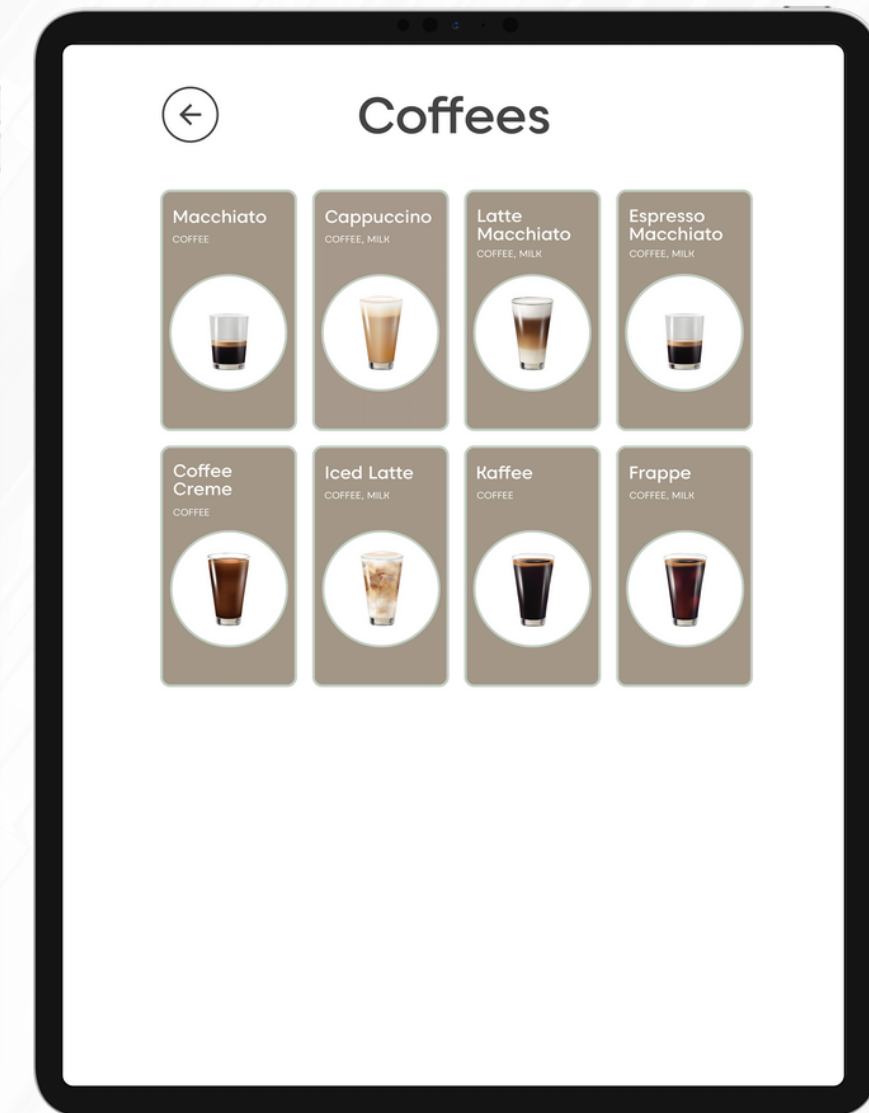 Coffees
Macchiato
COFFEE
Cappuccino
COFFEE, MILK
Latte
Macchiato
COFFEE, MILK
Espresso
Macchiato
COFFEE, MILK
Coffee
Creme
COFFEE
Iced Latte
COFFEE, MILK
Kaffee
COFFEE
Frappe
COFFEE, MILK